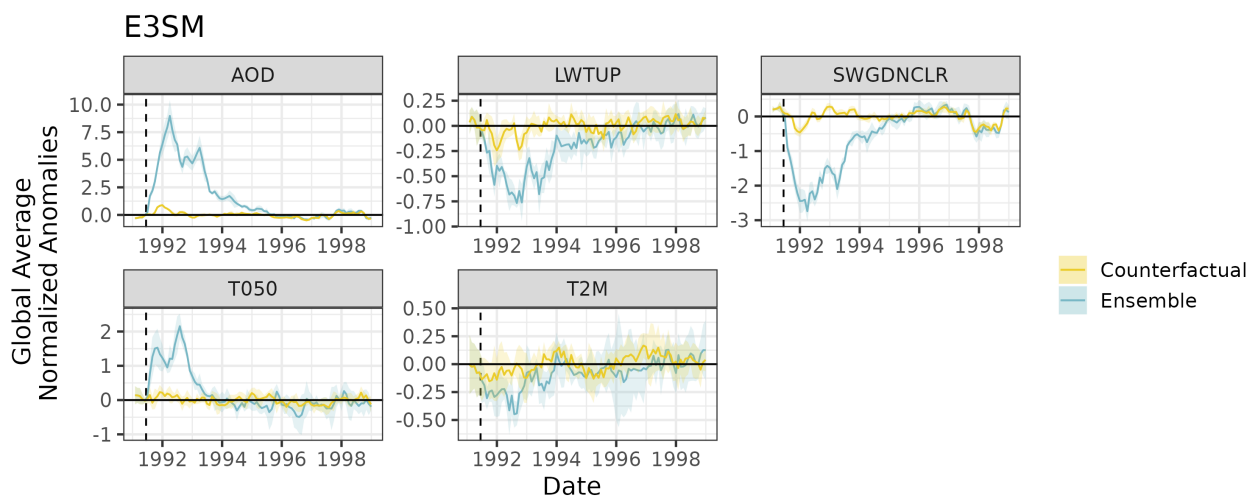 E3SM
AOD
LWTUP
SWGDNCLR
10.0
7.5
5.0
2.5
0.0
0.25
0.00
-0.25
-0.50
-0.75
-1.00
0
-1
-2
-3
1992 1994 1996 1998
1992 1994 1996 1998
1992 1994 1996 1998
Global Average
Normalized Anomalies
T050
T2M
2
1
0
-1
0.50
0.25
0.00
-0.25
-0.50
1992 1994 1996 1998
1992 1994 1996 1998
Date
Counterfactual
Ensemble